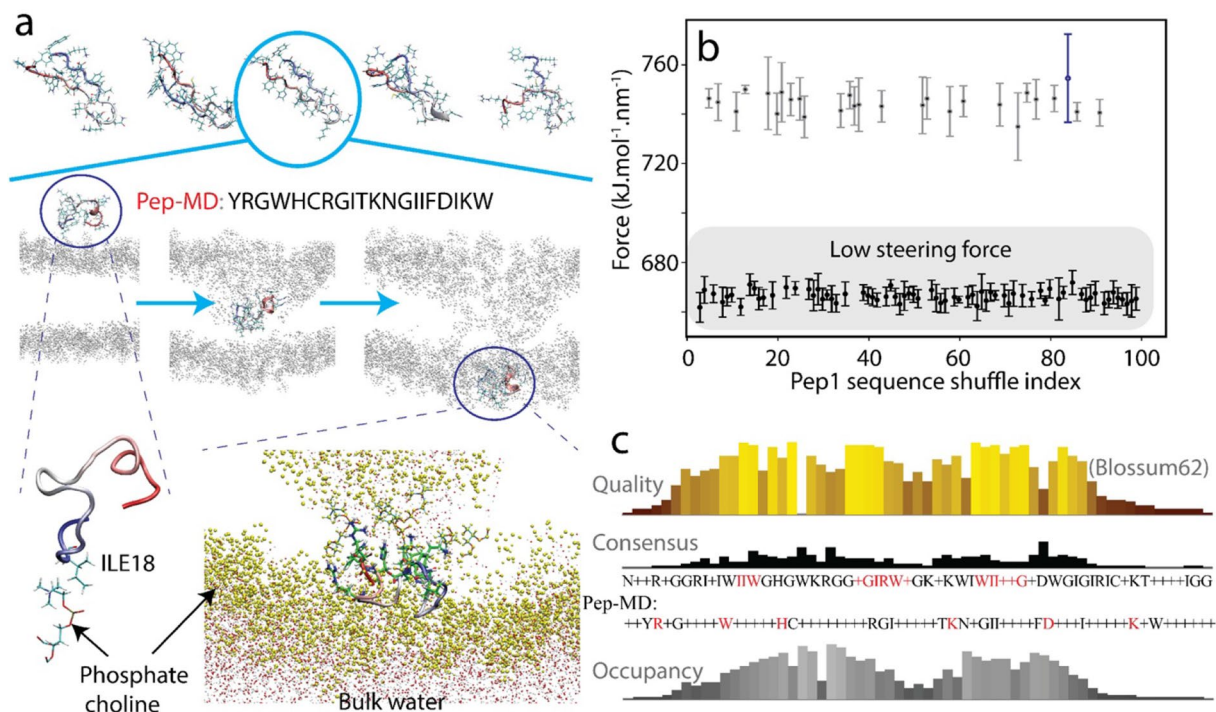 a
Pep-MD: YRGWHCRGITKNGIIFDIKW
ILE18
Phosphate
choline
Bulk water
b
Force (kJ.mol-1.nm-1)
760
720
680
Low steering force
0 20 40 60 80 100
Pep1 sequence shuffle index
c
Quality
(Blossum62)
Consensus
N++R+GGRI+IWIIWGHGWKRGG+GIRW+GK+KWIWII++G+DWGIGIRIC+KT++++IGG
Pep-MD:
++YR+G++++W++++HC++++++RGI++++TKN+GII++++FD+++I++++K+W+++++
Occupancy